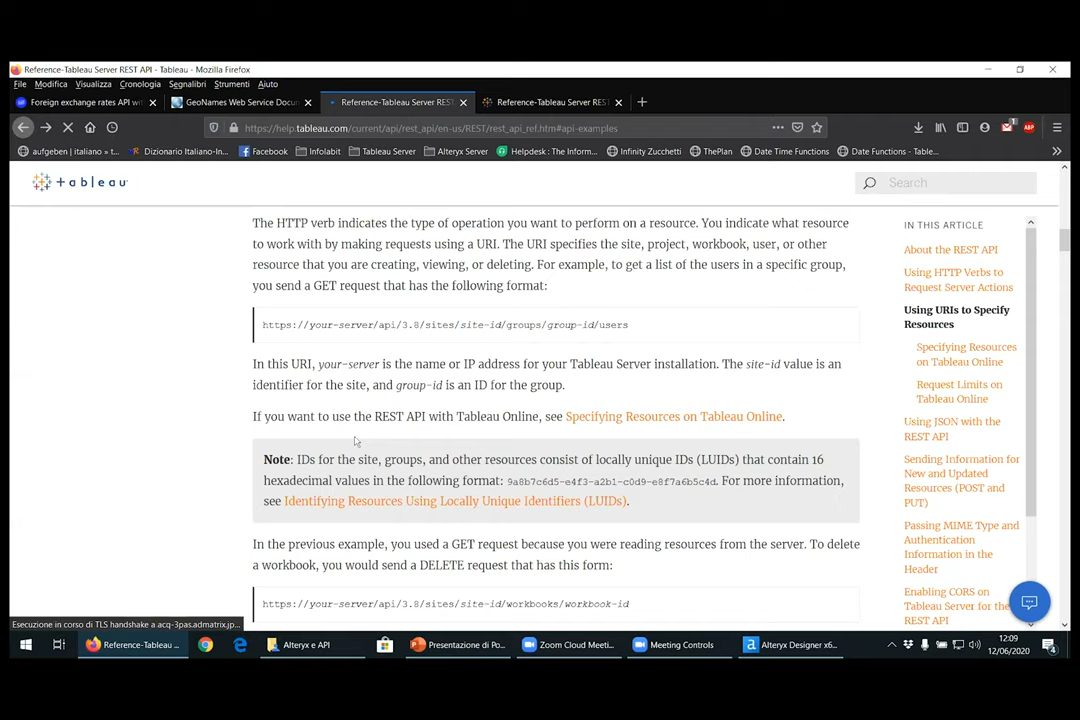 Reference-Tableau Server REST API - Tableau - Mozilla Firefox
File Modifica Visualizza Cronologia Segnalibri Strumenti Aiuto
Foreign exchange rates API wit GeoNames Web Service Docu Reference-Tableau Server REST Reference-Tableau Server REST
https://help.tableau.com/current/api/rest_api/en-us/REST/rest_api_ref.htm#api-examples
1 ABP
aufgeben | italiano » t... Dizionario Italiano-In... Facebook Infolabit Tableau Server Alteryx Server Helpdesk : The Inform... Infinity Zucchetti ThePlan Date Time Functions Date Functions - Table...
tableau
Search
The HTTP verb indicates the type of operation you want to perform on a resource. You indicate what resource
to work with by making requests using a URI. The URI specifies the site, project, workbook, user, or other
resource that you are creating, viewing, or deleting. For example, to get a list of the users in a specific group,
you send a GET request that has the following format:
https://your-server/api/3.8/sites/site-id/groups/group-id/users
In this URI, your-server is the name or IP address for your Tableau Server installation. The site-id value is an
identifier for the site, and group-id is an ID for the group.
If you want to use the REST API with Tableau Online, see Specifying Resources on Tableau Online.
Note: IDs for the site, groups, and other resources consist of locally unique IDs (LUIDs) that contain 16
hexadecimal values in the following format: 9a8b7c6d5-e4f3-a2b1-c0d9-e8f7a6b5c4d. For more information,
see Identifying Resources Using Locally Unique Identifiers (LUIDs).
In the previous example, you used a GET request because you were reading resources from the server. To delete
a workbook, you would send a DELETE request that has this form:
https://your-server/api/3.8/sites/site-id/workbooks/workbook-id
IN THIS ARTICLE
About the REST API
Using HTTP Verbs to
Request Server Actions
Using URIs to Specify
Resources
Specifying Resources
on Tableau Online
Request Limits on
Tableau Online
Using JSON with the
REST API
Sending Information for
New and Updated
Resources (POST and
PUT)
Passing MIME Type and
Authentication
Information in the
Header
Enabling CORS on
Tableau Server for the
REST API
Esecuzione in corso di TLS handshake a acq-3pas.admatrix.jp...
Reference-Tableau ... Alteryx e API Presentazione di Po... Zoom Cloud Meeti... Meeting Controls Alteryx Designer x6...
12:09
12/06/2020
4